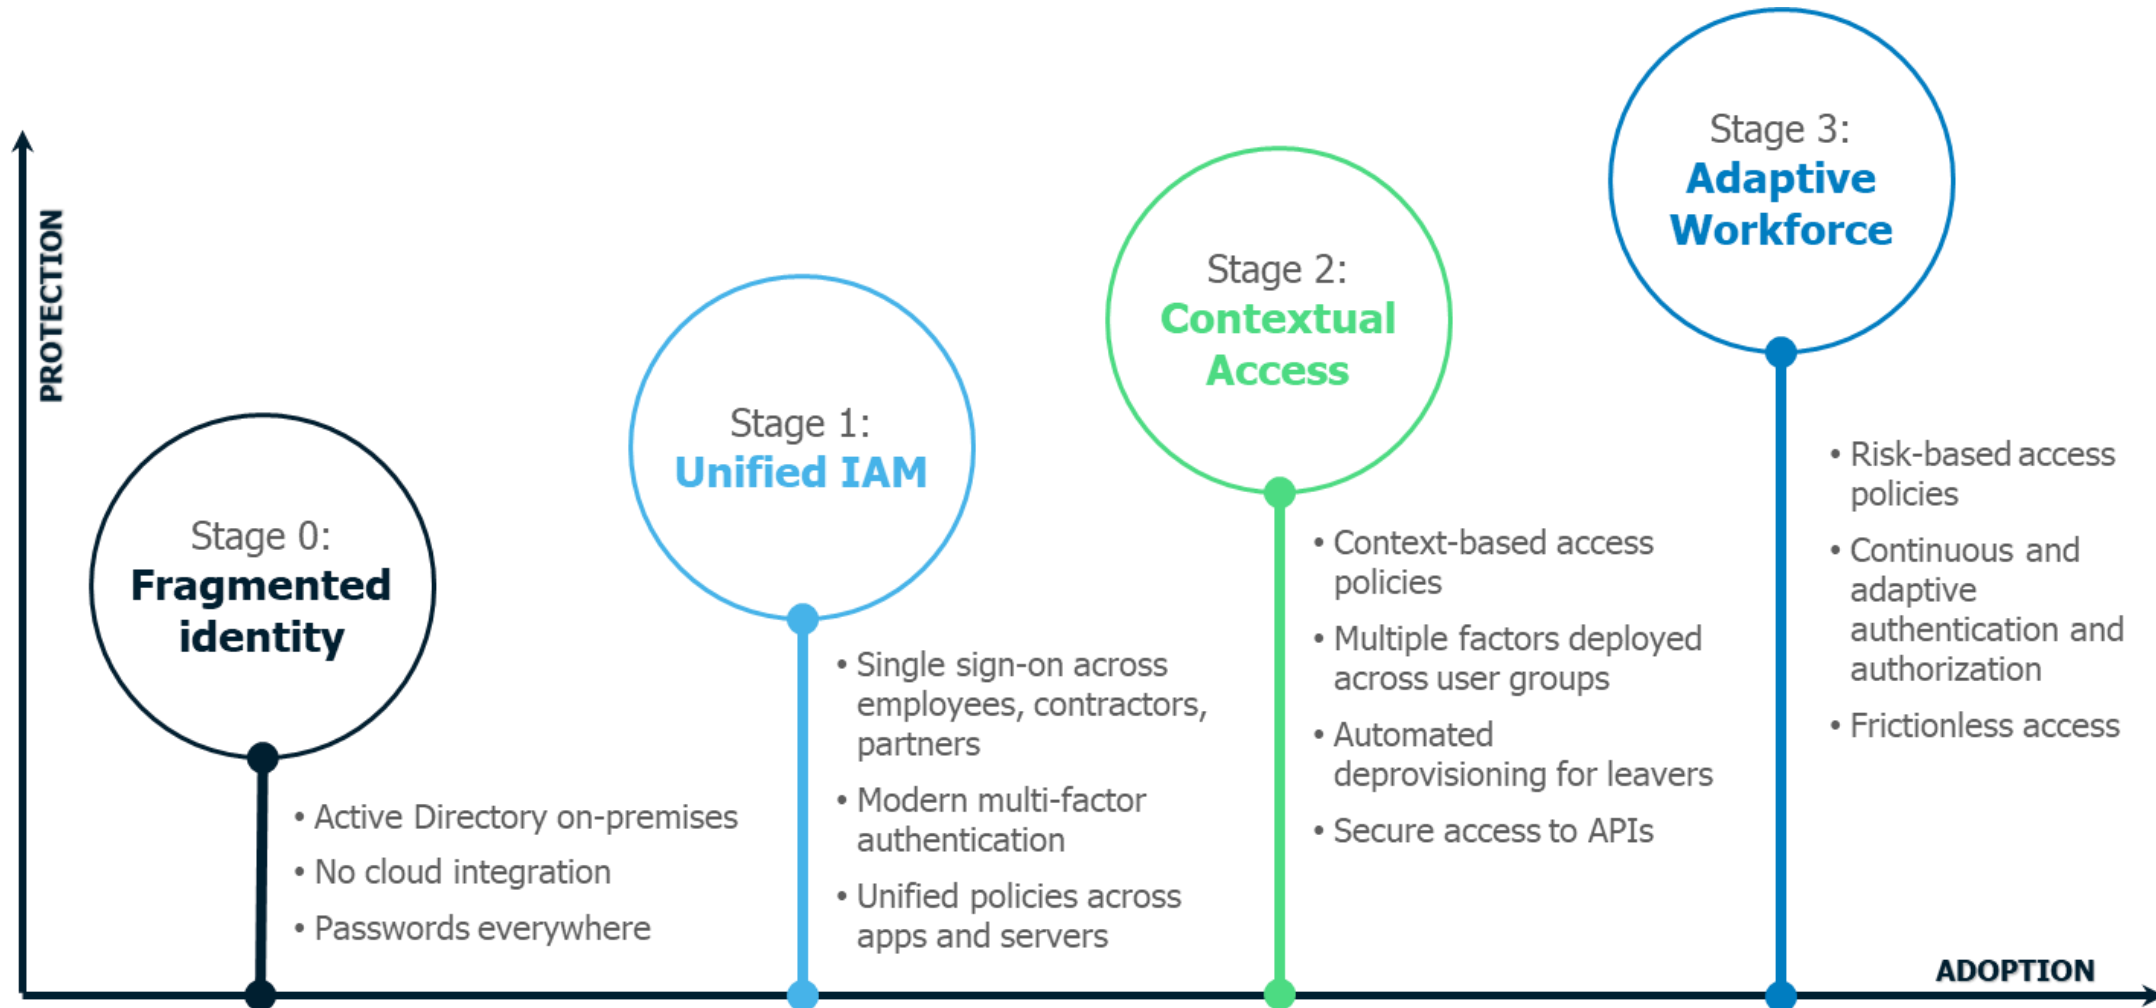 PROTECTION
Stage 0:
Fragmented
identity
• Active Directory on-premises
• No cloud integration
• Passwords everywhere
Stage 1:
Unified IAM
• Single sign-on across
employees, contractors,
partners
• Modern multi-factor
authentication
• Unified policies across
apps and servers
Stage 2:
Contextual
Access
• Context-based access
policies
• Multiple factors deployed
across user groups
• Automated
deprovisioning for leavers
• Secure access to APIs
Stage 3:
Adaptive
Workforce
• Risk-based access
policies
• Continuous and
adaptive
authentication and
authorization
• Frictionless access
ADOPTION